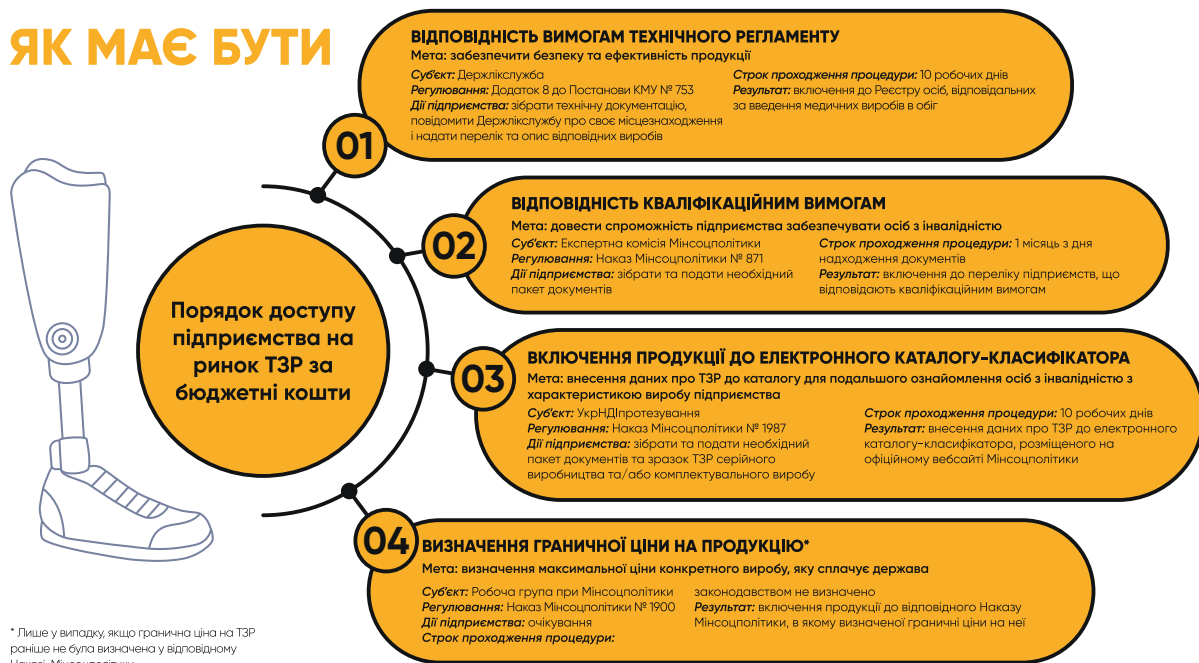 ЯК МАЄ БУТИ
Порядок доступу
підприємства на
ринок ТЗР за
бюджетні кошти
01
ВІДПОВІДНІСТЬ ВИМОГАМ ТЕХНІЧНОГО РЕГЛАМЕНТУ
Мета: забезпечити безпеку та ефективність продукції
Суб'єкт: Держлікслужба
Регулювання: Додаток 8 до Постанови КМУ № 753
Дії підприємства: зібрати технічну документацію,
повідомити Держлікслужбу про своє місцезнаходження
і надати перелік та опис відповідних виробів
Строк проходження процедури: 10 робочих днів
Результат: включення до Реєстру осіб, відповідальних
за введення медичних виробів в обіг
02
ВІДПОВІДНІСТЬ КВАЛІФІКАЦІЙНИМ ВИМОГАМ
Мета: довести спроможність підприємства забезпечувати осіб з інвалідністю
Суб'єкт: Експертна комісія Мінсоцполітики
Регулювання: Наказ Мінсоцполітики № 871
Дії підприємства: зібрати та подати необхідний
пакет документів
Строк проходження процедури: 1 місяць з дня
надходження документів
Результат: включення до переліку підприємств, що
відповідають кваліфікаційним вимогам
03
ВКЛЮЧЕННЯ ПРОДУКЦІЇ ДО ЕЛЕКТРОННОГО КАТАЛОГУ-КЛАСИФІКАТОРА
Мета: внесення даних про ТЗР до каталогу для подальшого ознайомлення осіб з інвалідністю з
характеристикою виробу підприємства
Суб'єкт: УкрНДІпротезування
Регулювання: Наказ Мінсоцполітики № 1987
Дії підприємства: зібрати та подати необхідний
пакет документів та зразок ТЗР серійного
виробництва та/або комплектувального виробу
Строк проходження процедури: 10 робочих днів
Результат: внесення даних про ТЗР до електронного
каталогу-класифікатора, розміщеного на
офіційному вебсайті Мінсоцполітики
04
ВИЗНАЧЕННЯ ГРАНИЧНОЇ ЦІНИ НА ПРОДУКЦІЮ*
Мета: визначення максимальної ціни конкретного виробу, яку сплачує держава
Суб'єкт: Робоча група при Мінсоцполітики
Регулювання: Наказ Мінсоцполітики № 1900
Дії підприємства: очікування
Строк проходження процедури:
законодавством не визначено
Результат: включення продукції до відповідного Наказу
Мінсоцполітики, в якому визначеної граничні ціни на неї
* Лише у випадку, якщо гранична ціна на ТЗР
раніше не була визначена у відповідному
Наказі Мінсоцполітики